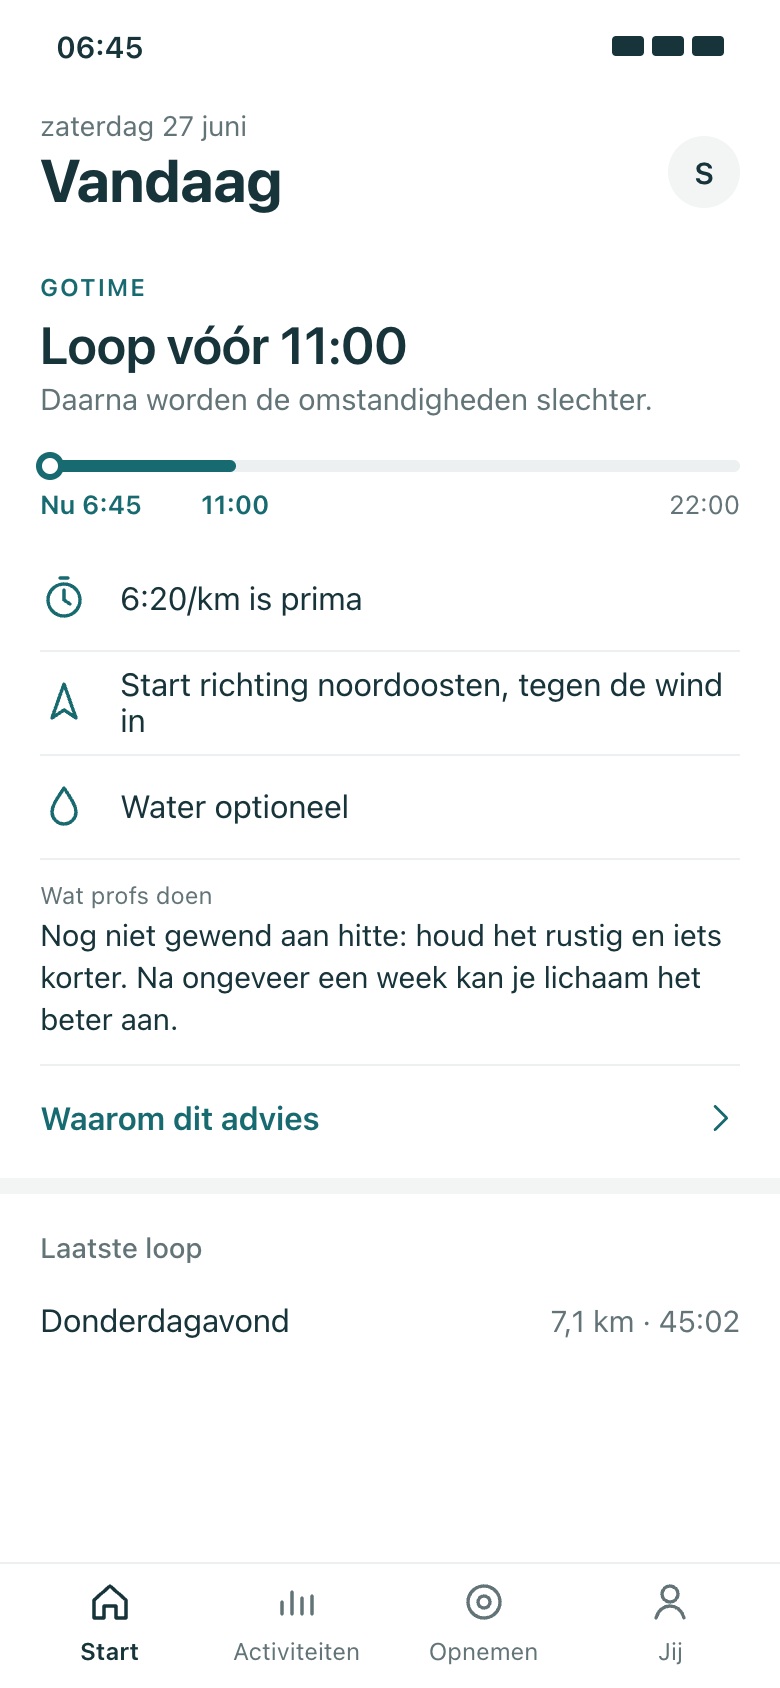 06:45
zaterdag 27 juni
Vandaag
S
GOTIME
Loop vóór 11:00
Daarna worden de omstandigheden slechter.
Nu 6:45 11:00 22:00
6:20/km is prima
Start richting noordoosten, tegen de wind
in
Water optioneel
Wat profs doen
Nog niet gewend aan hitte: houd het rustig en iets
korter. Na ongeveer een week kan je lichaam het
beter aan.
Waarom dit advies
Laatste loop
Donderdagavond 7,1 km · 45:02
Start Activiteiten Opnemen Jij